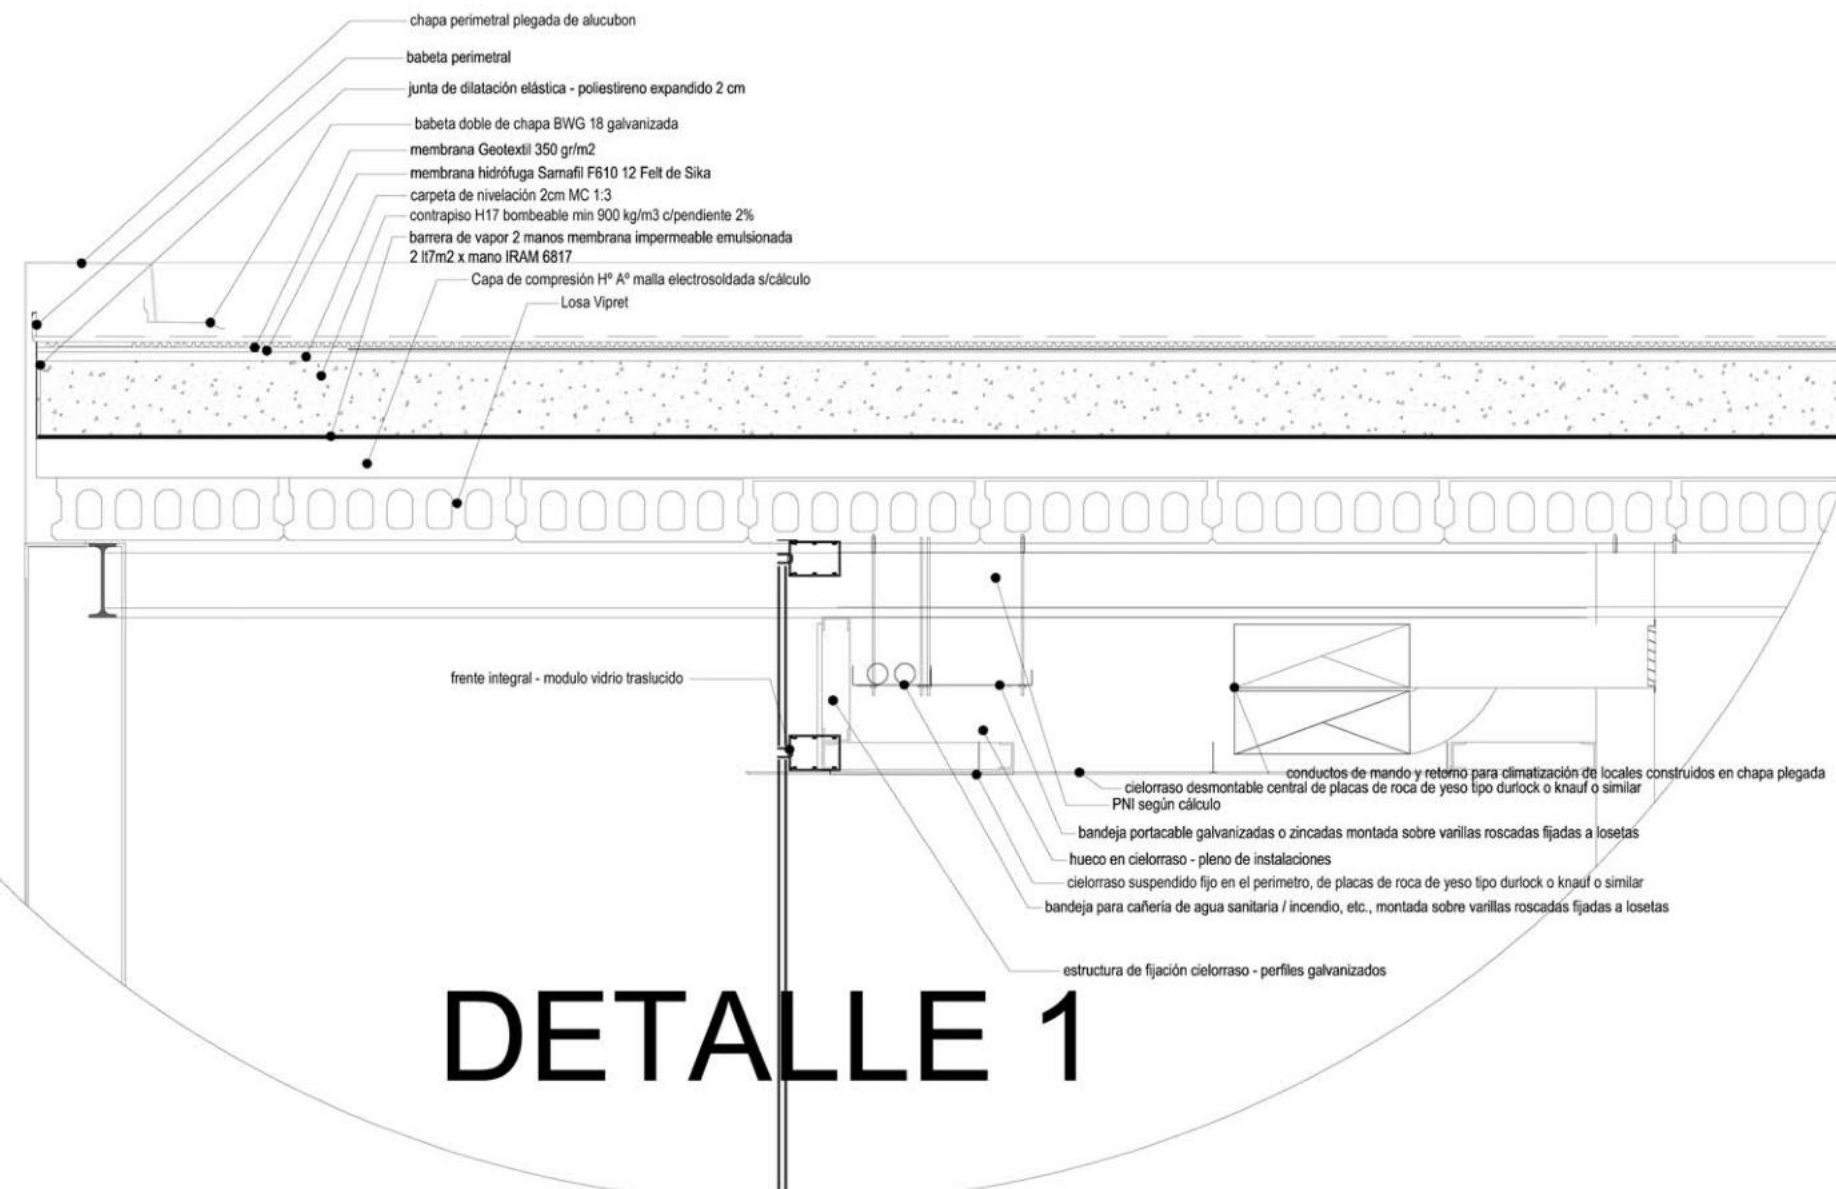 chapa perimetral plegada de alucubon
babeta perimetral
junta de dilatación elástica - poliestireno expandido 2 cm
babeta doble de chapa BWG 18 galvanizada
membrana Geotextil 350 gr/m2
membrana hidrófuga Sarnafil F610 12 Felt de Sika
carpeta de nivelación 2cm MC 1:3
contrapiso H17 bombeable min 900 kg/m3 c/pendiente 2%
barrera de vapor 2 manos membrana impermeable emulsionada
2 lt7m2 x mano IRAM 6817
Capa de compresión Hº Aº malla electrosoldada s/cálculo
Losa Vipret
frente integral - modulo vidrio traslucido
conductos de mando y retorno para climatización de locales construidos en chapa plegada
cielorraso desmontable central de placas de roca de yeso tipo durlock o knauf o similar
PNI según cálculo
bandeja portacable galvanizadas o zincadas montada sobre varillas roscadas fijadas a losetas
hueco en cielorraso - pleno de instalaciones
cielorraso suspendido fijo en el perimetro, de placas de roca de yeso tipo durlock o knauf o similar
bandeja para cañería de agua sanitaria / incendio, etc., montada sobre varillas roscadas fijadas a losetas
estructura de fijación cielorraso - perfiles galvanizados
DETALLE 1